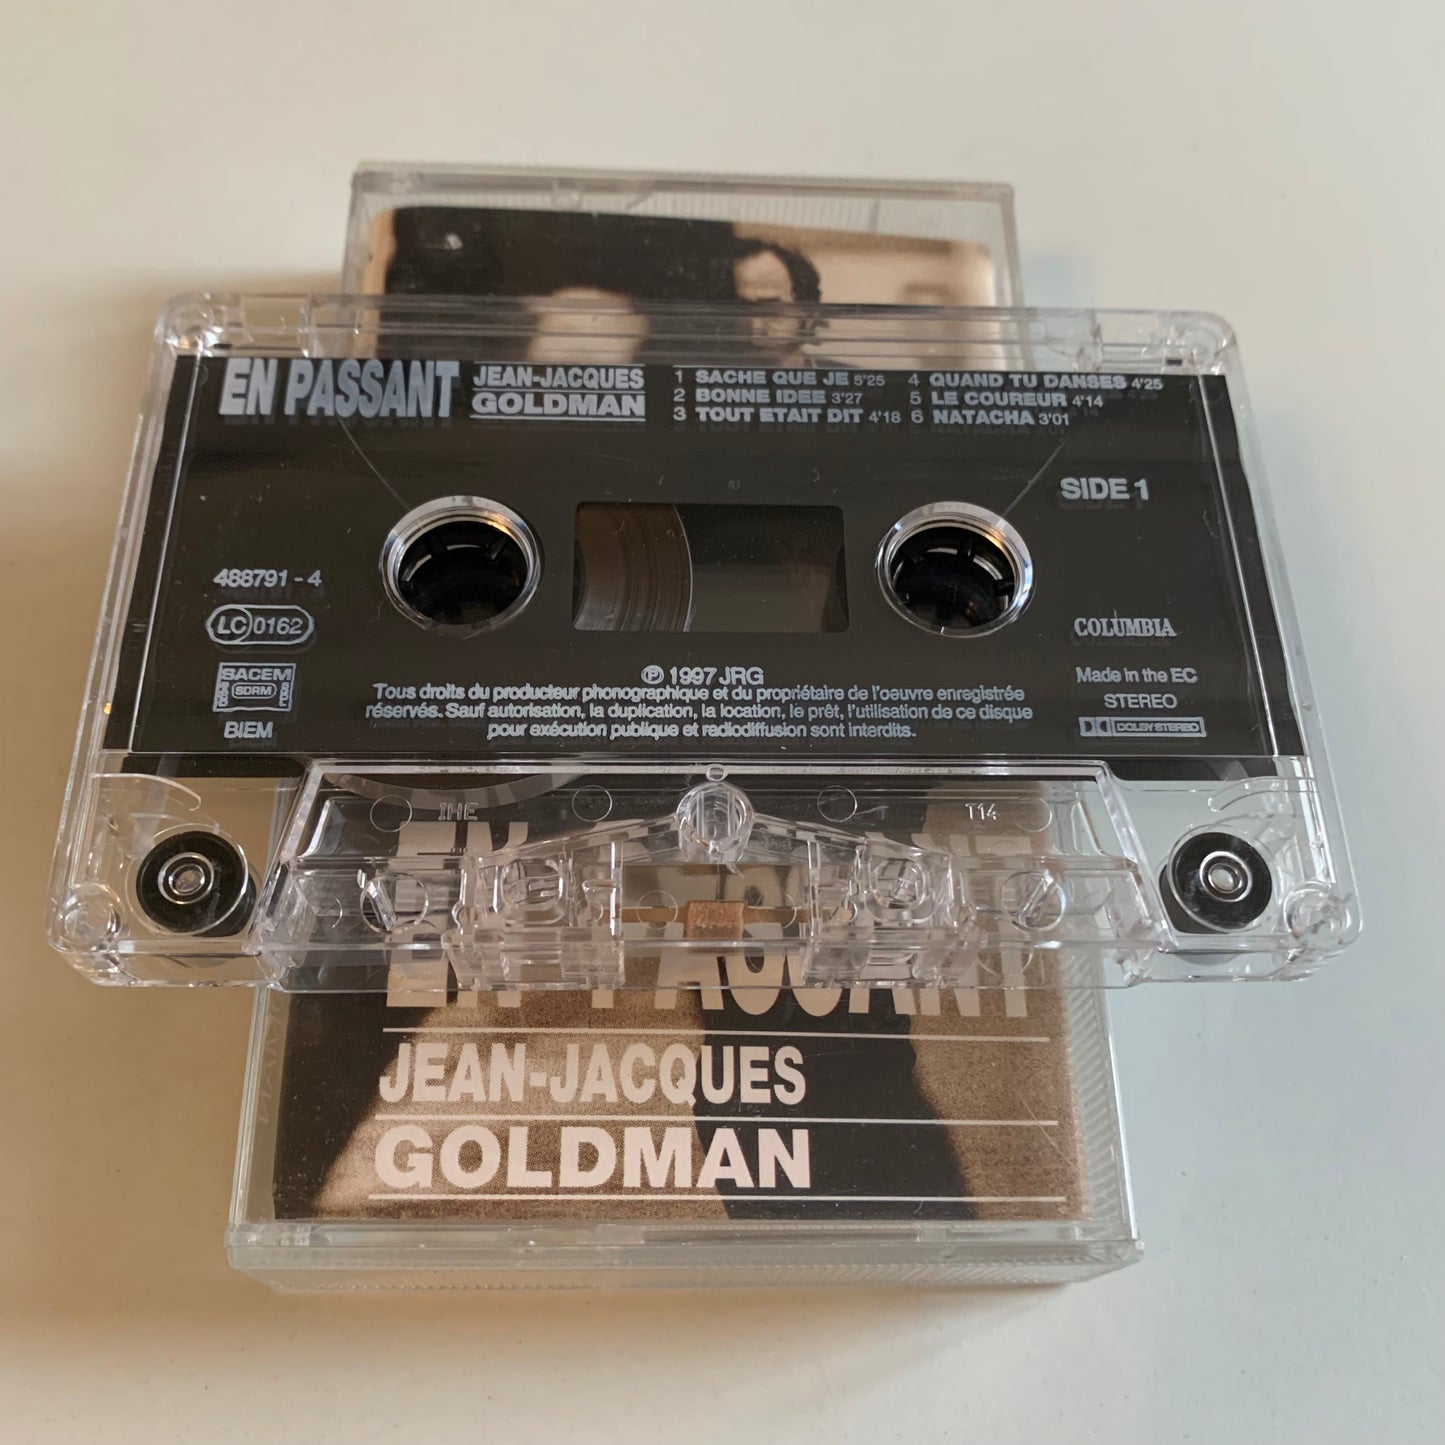 EN PASSANT
JEAN-JACQUES
GOLDMAN
1 SACHE QUE JE 5'25
2 BONNE IDEE 3'27
3 TOUT ETAIT DIT 4'18
4 QUAND TU DANSES 4'25
5 LE COUREUR 4'14
6 NATACHA 3'01
SIDE 1
488791 - 4
LC 0162
SACEM
SDRM
BIEM
COLUMBIA
Made in the EC
STEREO
DOLBY STEREO
℗ 1997 JRG
Tous droits du producteur phonographique et du propriétaire de l'oeuvre enregistrée
réservés. Sauf autorisation, la duplication, la location, le prêt, l'utilisation de ce disque
pour exécution publique et radiodiffusion sont interdits.
IHE
T14
EN PASSANT
JEAN-JACQUES
GOLDMAN